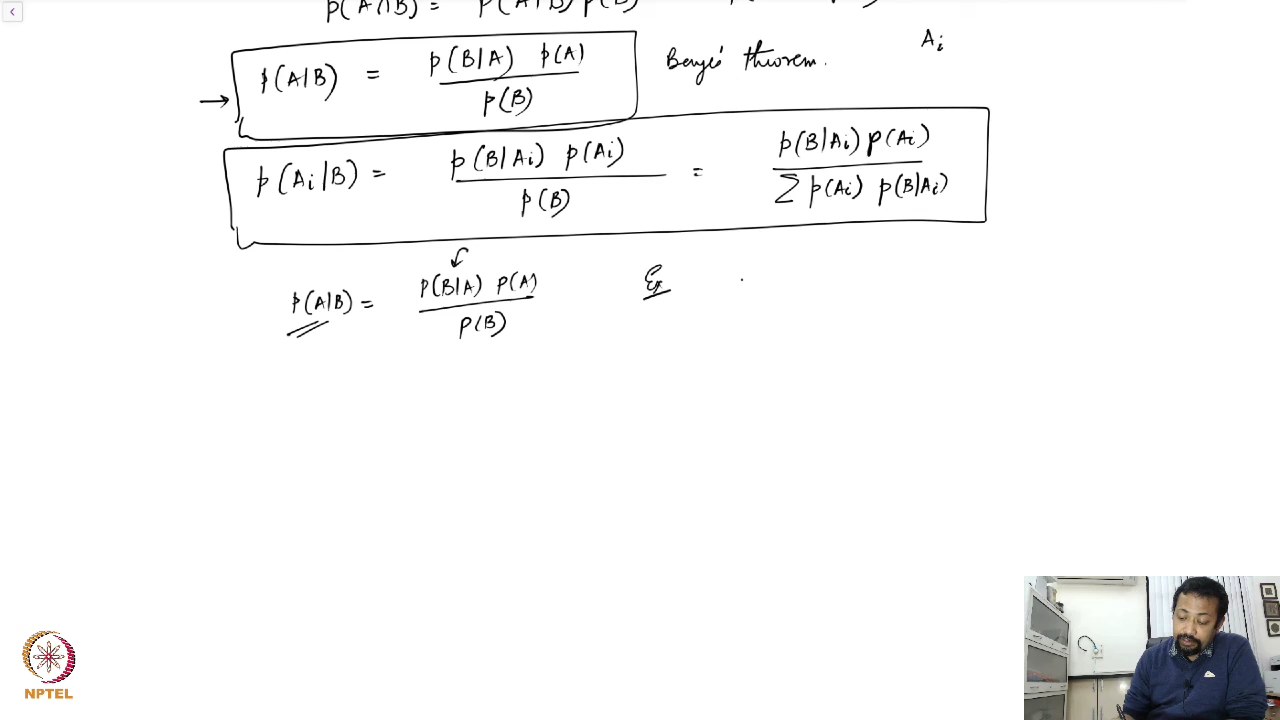 p(A∩B) = p(A|B) p(B)
p(A|B) = p(B|A) p(A) / p(B) Bayes' theorem. Ai
→
p(Ai|B) = p(B|Ai) p(Ai) / p(B) = p(B|Ai) p(Ai) / ∑ p(Ai) p(B|Ai)
p(A|B) = p(B|A) p(A) / p(B) Ex
NPTEL